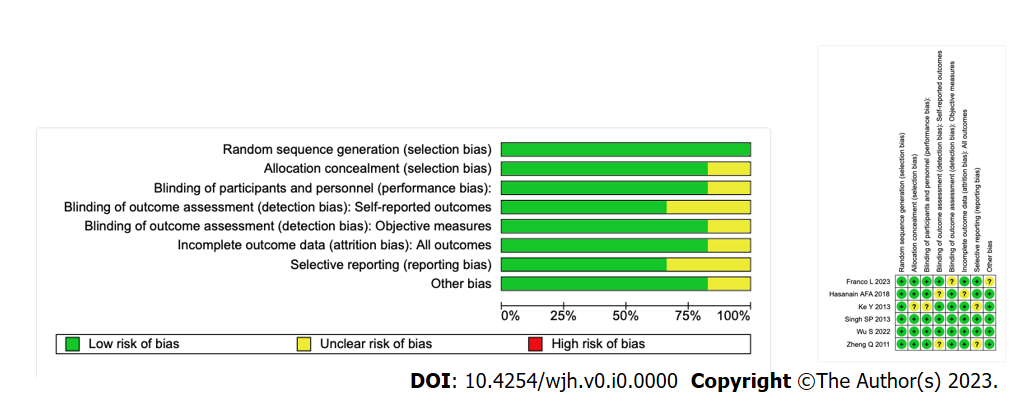 Random sequence generation (selection bias)
Allocation concealment (selection bias)
Blinding of participants and personnel (performance bias):
Blinding of outcome assessment (detection bias): Self-reported outcomes
Blinding of outcome assessment (detection bias): Objective measures
Incomplete outcome data (attrition bias): All outcomes
Selective reporting (reporting bias)
Other bias
0% 25% 50% 75% 100%
Low risk of bias Unclear risk of bias High risk of bias
Random sequence generation (selection bias)
Allocation concealment (selection bias)
Blinding of participants and personnel (performance bias):
Blinding of outcome assessment (detection bias): Self-reported outcomes
Blinding of outcome assessment (detection bias): Objective measures
Incomplete outcome data (attrition bias): All outcomes
Selective reporting (reporting bias)
Other bias
Franco L 2023 + + + + ? + + ?
Hasanain AFA 2018 + + + ? + ? + +
Ke Y 2013 + ? ? + + + ? +
Singh SP 2013 + + + + + + + +
Wu S 2022 + + + + + + + +
Zheng Q 2011 + + + ? + + ? +
DOI: 10.4254/wjh.v0.i0.0000 Copyright ©The Author(s) 2023.